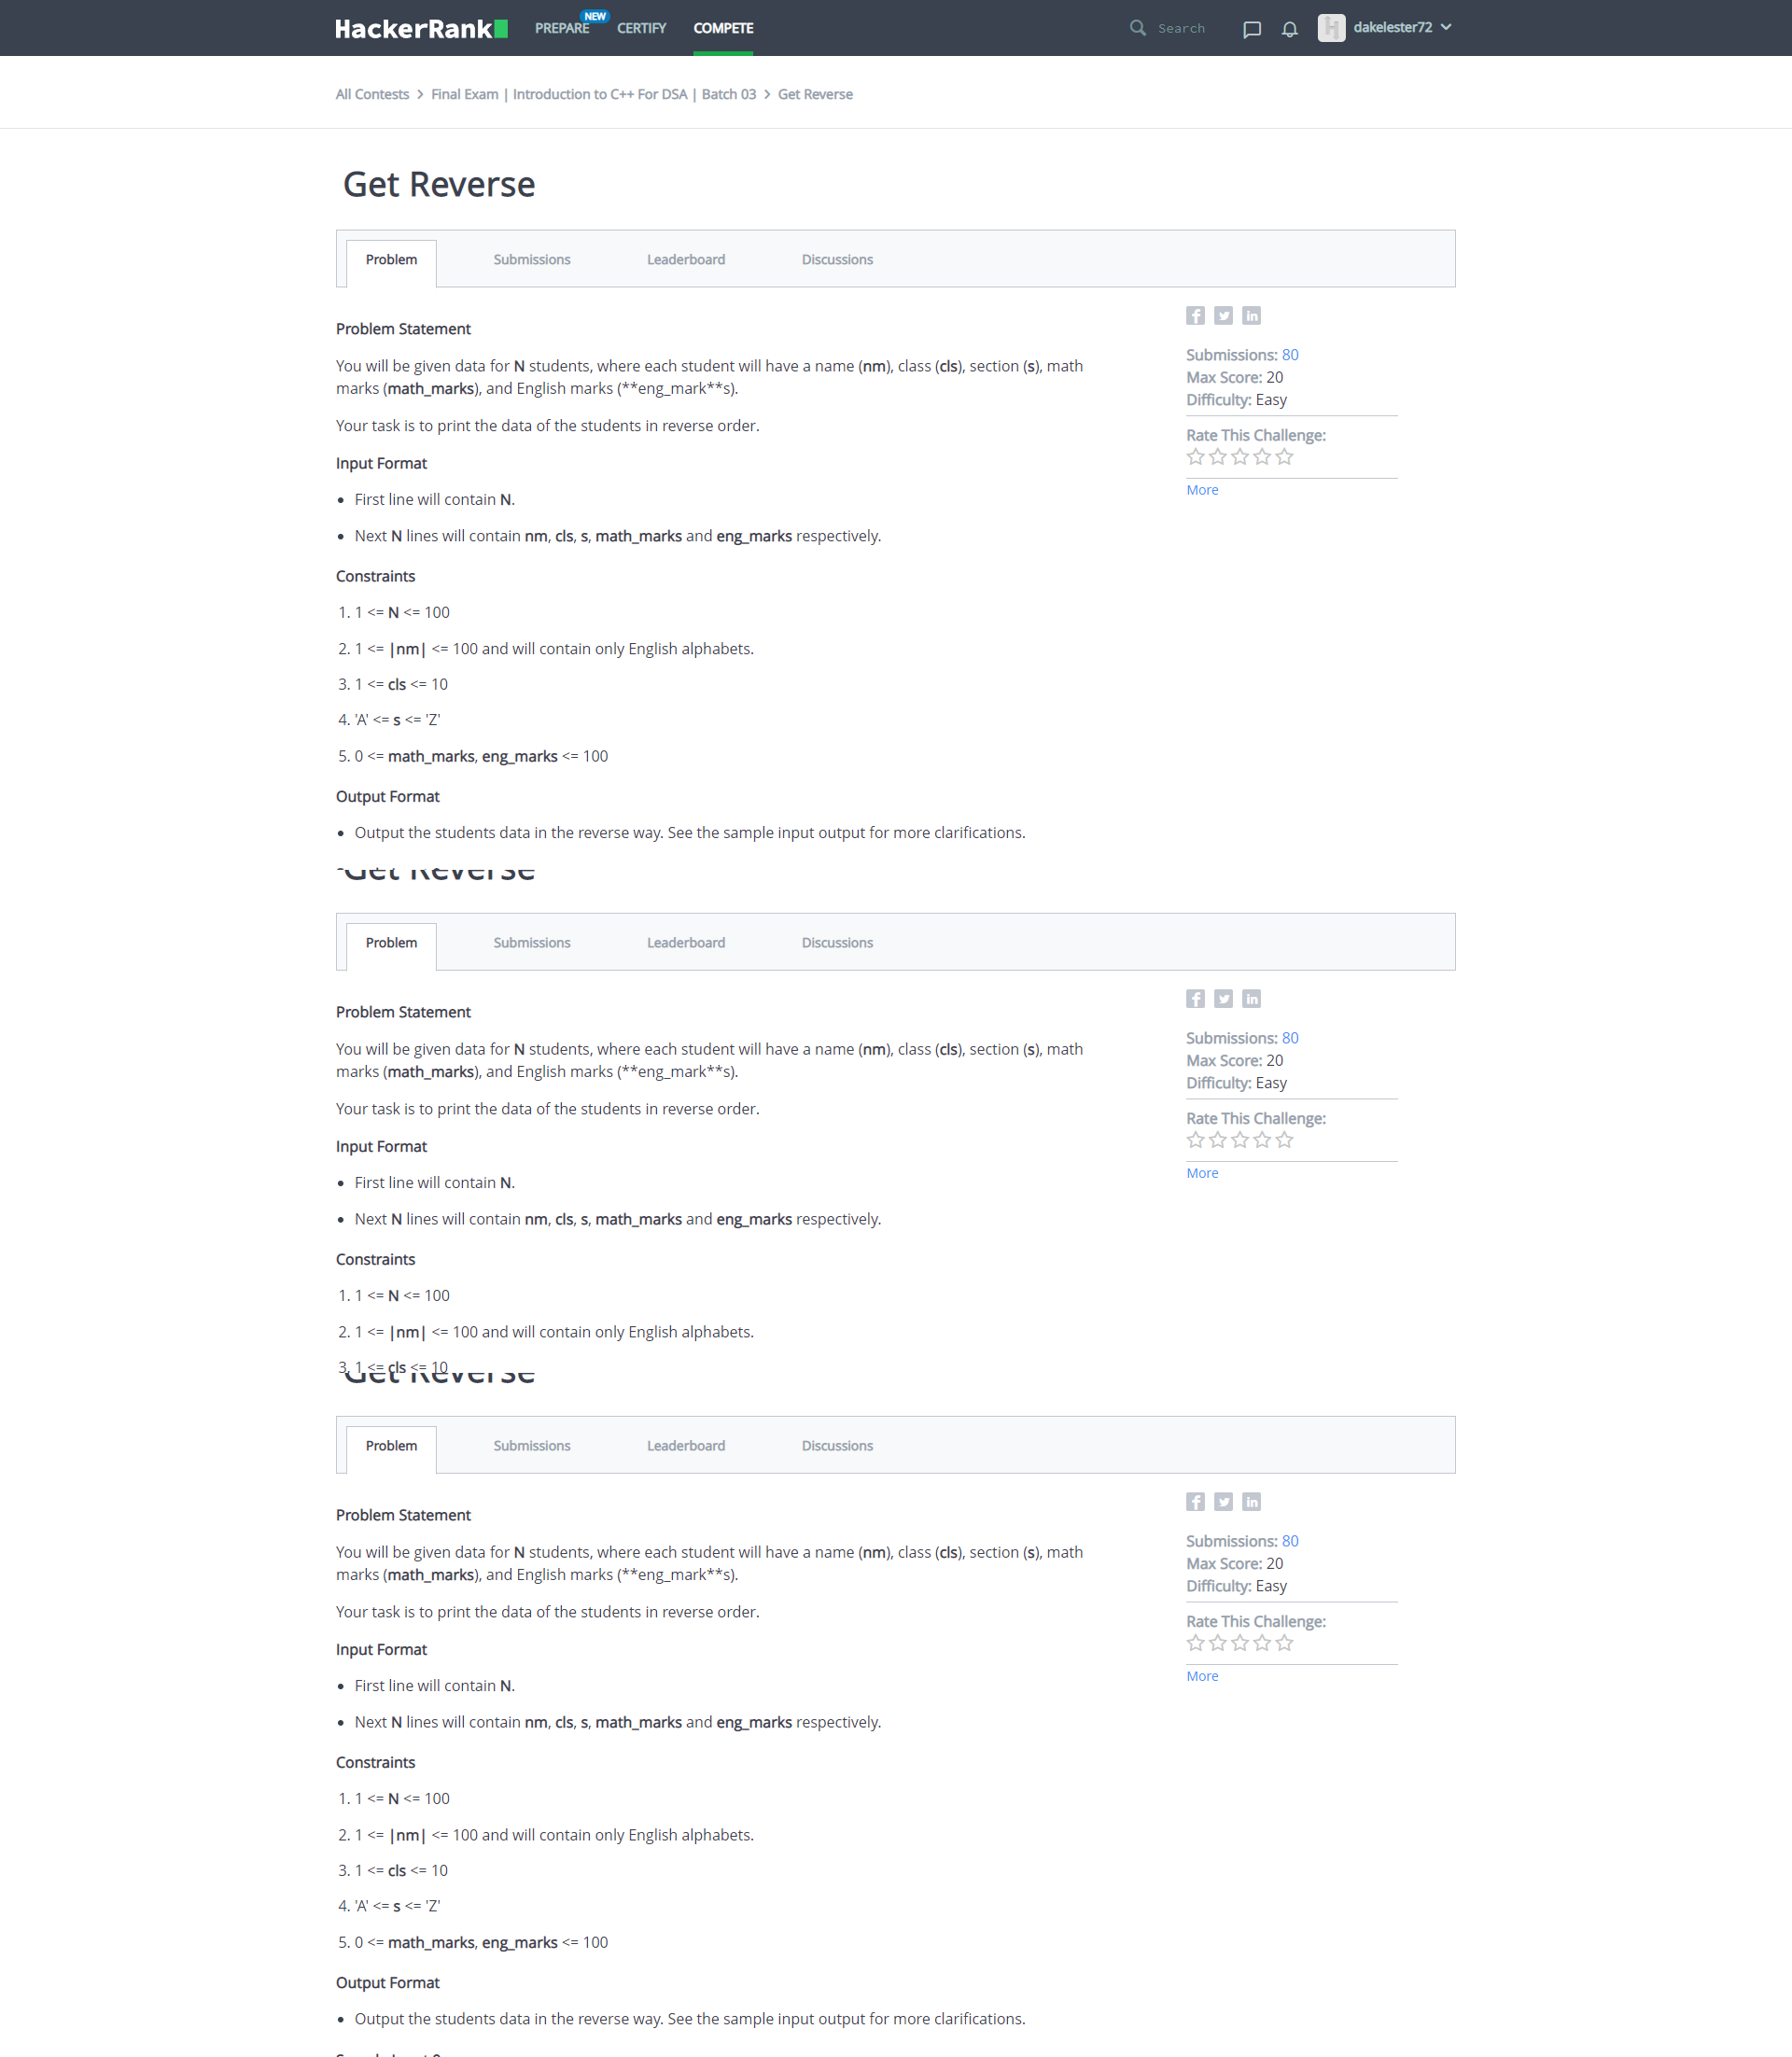 HackerRank PREPARE NEW CERTIFY COMPETE Search dakelester72
All Contests > Final Exam | Introduction to C++ For DSA | Batch 03 > Get Reverse
Get Reverse
Problem Submissions Leaderboard Discussions
Problem Statement
You will be given data for N students, where each student will have a name (nm), class (cls), section (s), math
marks (math_marks), and English marks (**eng_mark**s).
Your task is to print the data of the students in reverse order.
Input Format
• First line will contain N.
• Next N lines will contain nm, cls, s, math_marks and eng_marks respectively.
Constraints
1. 1 <= N <= 100
2. 1 <= |nm| <= 100 and will contain only English alphabets.
3. 1 <= cls <= 10
4. 'A' <= s <= 'Z'
5. 0 <= math_marks, eng_marks <= 100
Output Format
• Output the students data in the reverse way. See the sample input output for more clarifications.
Submissions: 80
Max Score: 20
Difficulty: Easy
Rate This Challenge:
More
Get Reverse
Problem Submissions Leaderboard Discussions
Problem Statement
You will be given data for N students, where each student will have a name (nm), class (cls), section (s), math
marks (math_marks), and English marks (**eng_mark**s).
Your task is to print the data of the students in reverse order.
Input Format
• First line will contain N.
• Next N lines will contain nm, cls, s, math_marks and eng_marks respectively.
Constraints
1. 1 <= N <= 100
2. 1 <= |nm| <= 100 and will contain only English alphabets.
3. 1 <= cls <= 10
Submissions: 80
Max Score: 20
Difficulty: Easy
Rate This Challenge:
More
Get Reverse
Problem Submissions Leaderboard Discussions
Problem Statement
You will be given data for N students, where each student will have a name (nm), class (cls), section (s), math
marks (math_marks), and English marks (**eng_mark**s).
Your task is to print the data of the students in reverse order.
Input Format
• First line will contain N.
• Next N lines will contain nm, cls, s, math_marks and eng_marks respectively.
Constraints
1. 1 <= N <= 100
2. 1 <= |nm| <= 100 and will contain only English alphabets.
3. 1 <= cls <= 10
4. 'A' <= s <= 'Z'
5. 0 <= math_marks, eng_marks <= 100
Output Format
• Output the students data in the reverse way. See the sample input output for more clarifications.
Submissions: 80
Max Score: 20
Difficulty: Easy
Rate This Challenge:
More